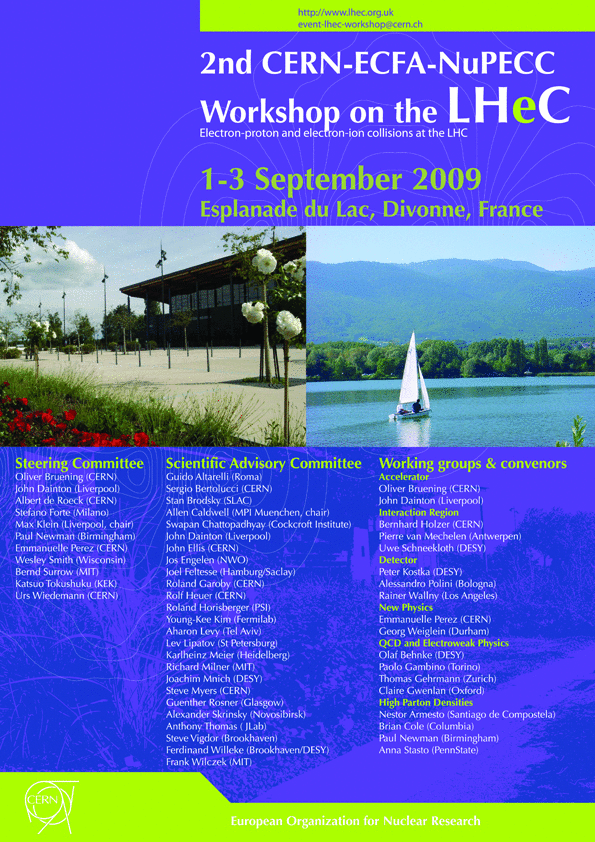 http://www.lhec.org.uk
event-lhec-workshop@cern.ch
2nd CERN-ECFA-NuPECC
Workshop on the LHeC
Electron-proton and electron-ion collisions at the LHC
1-3 September 2009
Esplanade du Lac, Divonne, France
Steering Committee
Oliver Bruening (CERN)
John Dainton (Liverpool)
Albert de Roeck (CERN)
Stefano Forte (Milano)
Max Klein (Liverpool, chair)
Paul Newman (Birmingham)
Emmanuelle Perez (CERN)
Wesley Smith (Wisconsin)
Bernd Surrow (MIT)
Katsuo Tokushuku (KEK)
Urs Wiedemann (CERN)
Scientific Advisory Committee
Guido Altarelli (Roma)
Sergio Bertolucci (CERN)
Stan Brodsky (SLAC)
Allen Caldwell (MPI Muenchen, chair)
Swapan Chattopadhyay (Cockcroft Institute)
John Dainton (Liverpool)
John Ellis (CERN)
Jos Engelen (NWO)
Joel Feltesse (Hamburg/Saclay)
Roland Garoby (CERN)
Rolf Heuer (CERN)
Roland Horisberger (PSI)
Young-Kee Kim (Fermilab)
Aharon Levy (Tel Aviv)
Lev Lipatov (St Petersburg)
Karlheinz Meier (Heidelberg)
Richard Milner (MIT)
Joachim Mnich (DESY)
Steve Myers (CERN)
Guenther Rosner (Glasgow)
Alexander Skrinsky (Novosibirsk)
Anthony Thomas ( JLab)
Steve Vigdor (Brookhaven)
Ferdinand Willeke (Brookhaven/DESY)
Frank Wilczek (MIT)
Working groups & convenors
Accelerator
Oliver Bruening (CERN)
John Dainton (Liverpool)
Interaction Region
Bernhard Holzer (CERN)
Pierre van Mechelen (Antwerpen)
Uwe Schneekloth (DESY)
Detector
Peter Kostka (DESY)
Alessandro Polini (Bologna)
Rainer Wallny (Los Angeles)
New Physics
Emmanuelle Perez (CERN)
Georg Weiglein (Durham)
QCD and Electroweak Physics
Olaf Behnke (DESY)
Paolo Gambino (Torino)
Thomas Gehrmann (Zurich)
Claire Gwenlan (Oxford)
High Parton Densities
Nestor Armesto (Santiago de Compostela)
Brian Cole (Columbia)
Paul Newman (Birmingham)
Anna Stasto (PennState)
CERN
European Organization for Nuclear Research